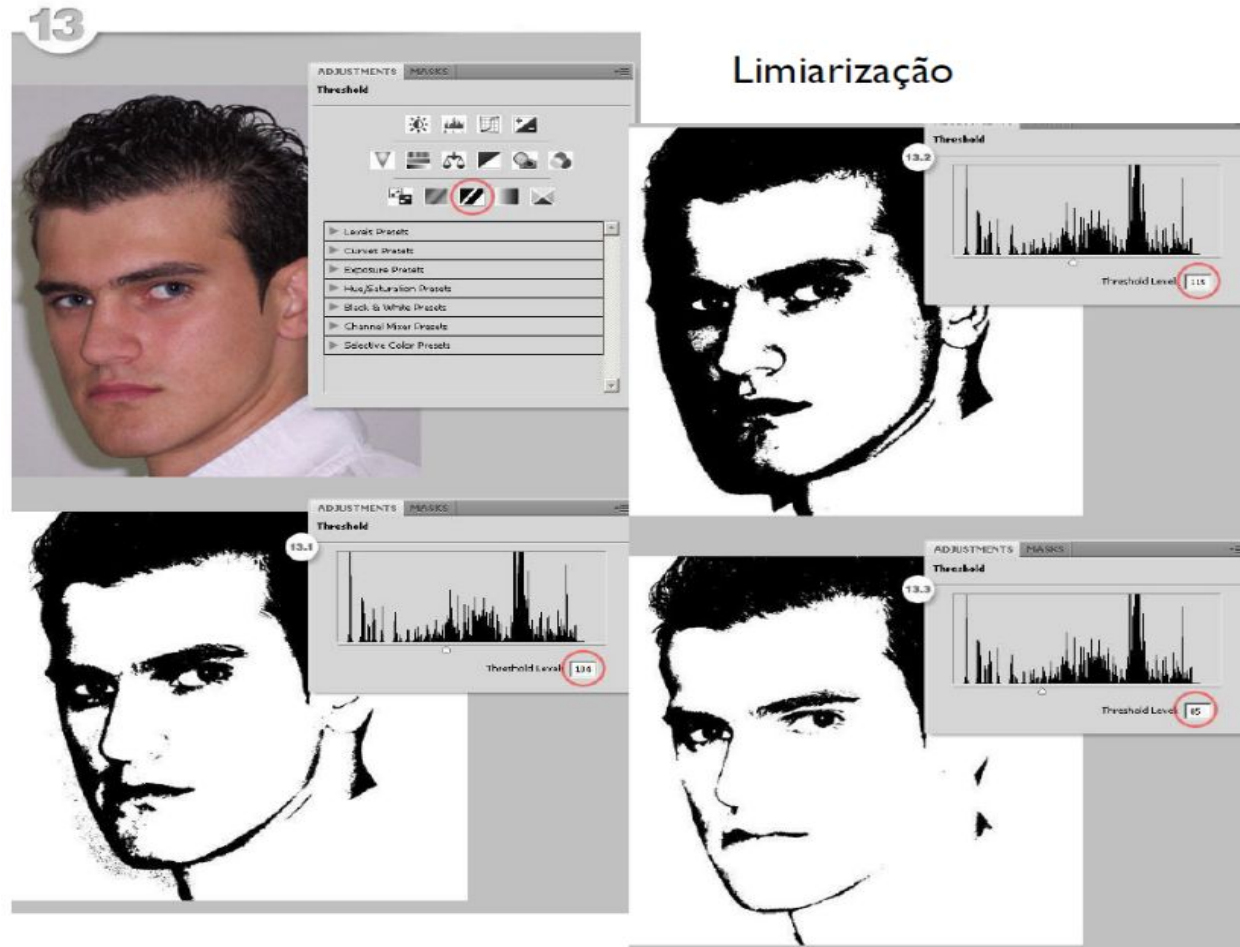 13
Limiarização
ADJUSTMENTS MASKS
Threshold
Levels Presets
Curves Presets
Exposure Presets
Hue/Saturation Presets
Black & White Presets
Channel Mixer Presets
Selective Color Presets
Threshold
13.2
Threshold Level:
ADJUSTMENTS MASKS
Threshold
13.1
Threshold Level:
ADJUSTMENTS MASKS
Threshold
13.3
Threshold Level: 85